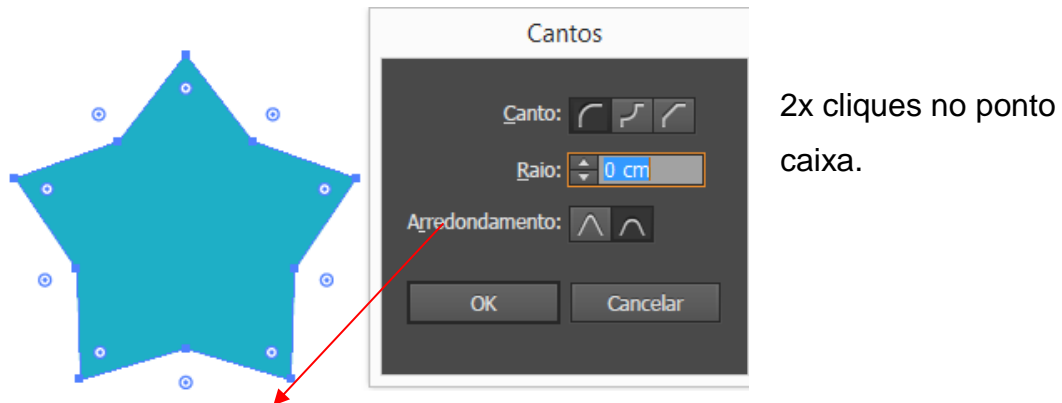 Cantos
Canto:
Raio: 0 cm
Arredondamento:
OK Cancelar
2x cliques no ponto
caixa.